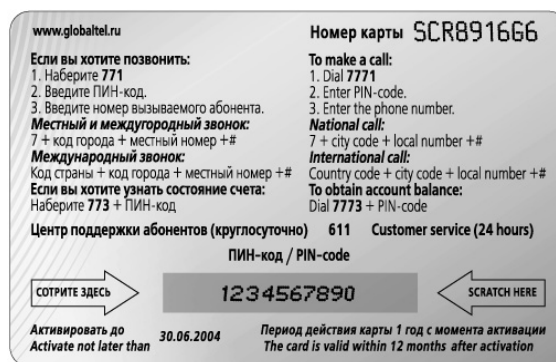 www.globaltel.ru
Номер карты SCR891666
Если вы хотите позвонить:
1. Наберите 771
2. Введите ПИН-код.
3. Введите номер вызываемого абонента.
Местный и междугородный звонок:
7 + код города + местный номер +#
Международный звонок:
Код страны + код города + местный номер +#
Если вы хотите узнать состояние счета:
Наберите 773 + ПИН-код
To make a call:
1. Dial 7771
2. Enter PIN-code.
3. Enter the phone number.
National call:
7 + city code + local number +#
International call:
Country code + city code + local number +#
To obtain account balance:
Dial 7773 + PIN-code
Центр поддержки абонентов (круглосуточно) 611 Customer service (24 hours)
ПИН-код / PIN-code
СОТРИТЕ ЗДЕСЬ
1234567890
SCRATCH HERE
Активировать до
Activate not later than
30.06.2004
Период действия карты 1 год с момента активации
The card is valid within 12 months after activation